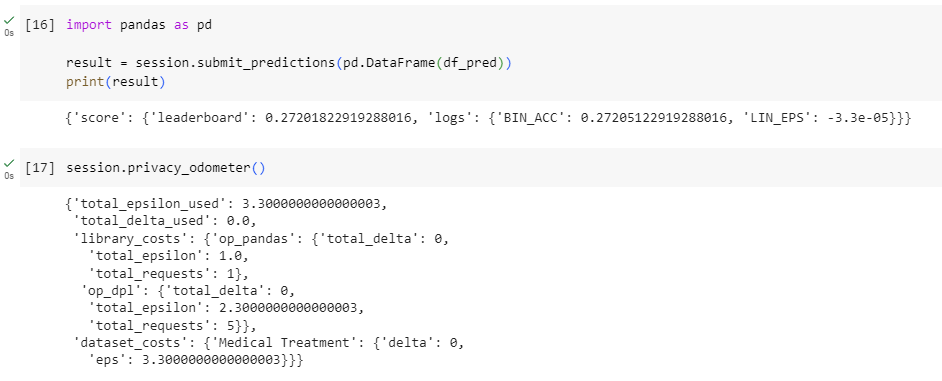 [16] import pandas as pd
0s
result = session.submit_predictions(pd.DataFrame(df_pred))
print(result)
{'score': {'leaderboard': 0.27201822919288016, 'logs': {'BIN_ACC': 0.27205122919288016, 'LIN_EPS': -3.3e-05}}}
[17] session.privacy_odometer()
0s
{'total_epsilon_used': 3.3000000000000003,
'total_delta_used': 0.0,
'library_costs': {'op_pandas': {'total_delta': 0,
'total_epsilon': 1.0,
'total_requests': 1},
'op_dpl': {'total_delta': 0,
'total_epsilon': 2.3000000000000003,
'total_requests': 5}},
'dataset_costs': {'Medical Treatment': {'delta': 0,
'eps': 3.3000000000000003}}}